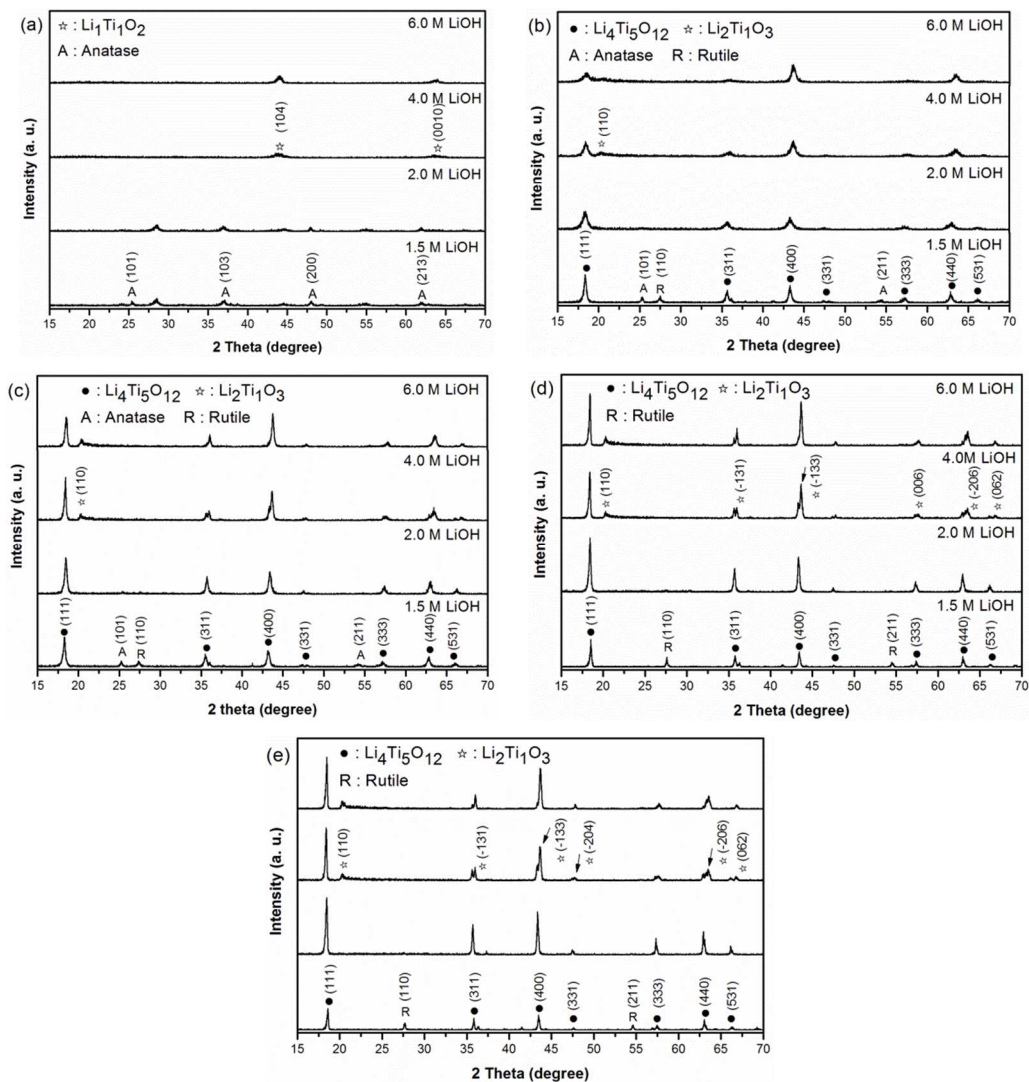 (a)
☆ : Li1Ti1O2
A : Anatase
6.0 M LiOH
4.0 M LiOH
☆ (104)
☆ (0010)
2.0 M LiOH
1.5 M LiOH
A (101)
A (103)
A (200)
A (213)
Intensity (a. u.)
15 20 25 30 35 40 45 50 55 60 65 70
2 Theta (degree)
(b)
● : Li4Ti5O12 ☆ : Li2Ti1O3
A : Anatase R : Rutile
6.0 M LiOH
4.0 M LiOH
☆ (110)
2.0 M LiOH
1.5 M LiOH
● (111)
A (101)
R (110)
● (311)
● (400)
● (331)
A (211)
● (333)
● (440)
● (531)
Intensity (a. u.)
15 20 25 30 35 40 45 50 55 60 65 70
2 Theta (degree)
(c)
● : Li4Ti5O12 ☆ : Li2Ti1O3
A : Anatase R : Rutile
6.0 M LiOH
4.0 M LiOH
☆ (110)
2.0 M LiOH
1.5 M LiOH
● (111)
A (101)
R (110)
● (311)
● (400)
● (331)
A (211)
● (333)
● (440)
● (531)
Intensity (a. u.)
15 20 25 30 35 40 45 50 55 60 65 70
2 theta (degree)
(d)
● : Li4Ti5O12 ☆ : Li2Ti1O3
R : Rutile
6.0 M LiOH
4.0M LiOH
☆ (110)
☆ (-131)
☆ (-133)
☆ (006)
☆ (-206)
☆ (062)
2.0 M LiOH
1.5 M LiOH
● (111)
R (110)
● (311)
● (400)
● (331)
R (211)
● (333)
● (440)
● (531)
Intensity (a. u.)
15 20 25 30 35 40 45 50 55 60 65 70
2 Theta (degree)
(e)
● : Li4Ti5O12 ☆ : Li2Ti1O3
R : Rutile
☆ (110)
☆ (-131)
☆ (-133)
☆ (-204)
☆ (-206)
☆ (062)
● (111)
R (110)
● (311)
● (400)
● (331)
R (211)
● (333)
● (440)
● (531)
Intensity (a. u.)
15 20 25 30 35 40 45 50 55 60 65 70
2 Theta (degree)